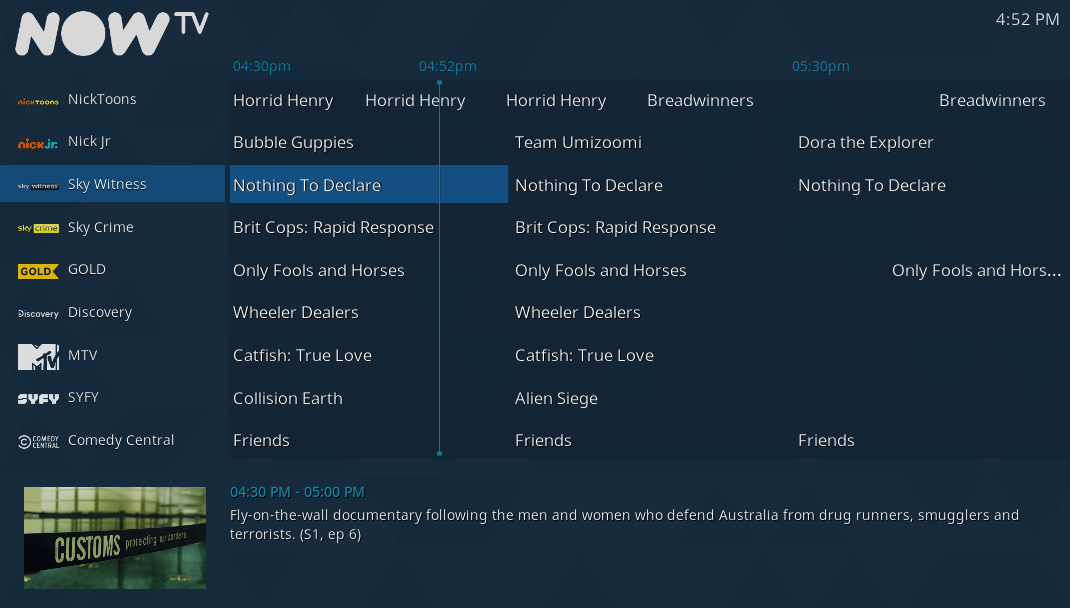 NOW TV
4:52 PM
04:30pm 04:52pm 05:30pm
nicktoons NickToons Horrid Henry Horrid Henry Horrid Henry Breadwinners Breadwinners
nick jr. Nick Jr Bubble Guppies Team Umizoomi Dora the Explorer
sky witness Sky Witness Nothing To Declare Nothing To Declare Nothing To Declare
sky crime Sky Crime Brit Cops: Rapid Response Brit Cops: Rapid Response
GOLD GOLD Only Fools and Horses Only Fools and Horses Only Fools and Hors...
Discovery Discovery Wheeler Dealers Wheeler Dealers
MTV MTV Catfish: True Love Catfish: True Love
SYFY SYFY Collision Earth Alien Siege
COMEDY CENTRAL Comedy Central Friends Friends Friends
04:30 PM - 05:00 PM
Fly-on-the-wall documentary following the men and women who defend Australia from drug runners, smugglers and
terrorists. (S1, ep 6)
CUSTOMS protecting our borders
NOW TV